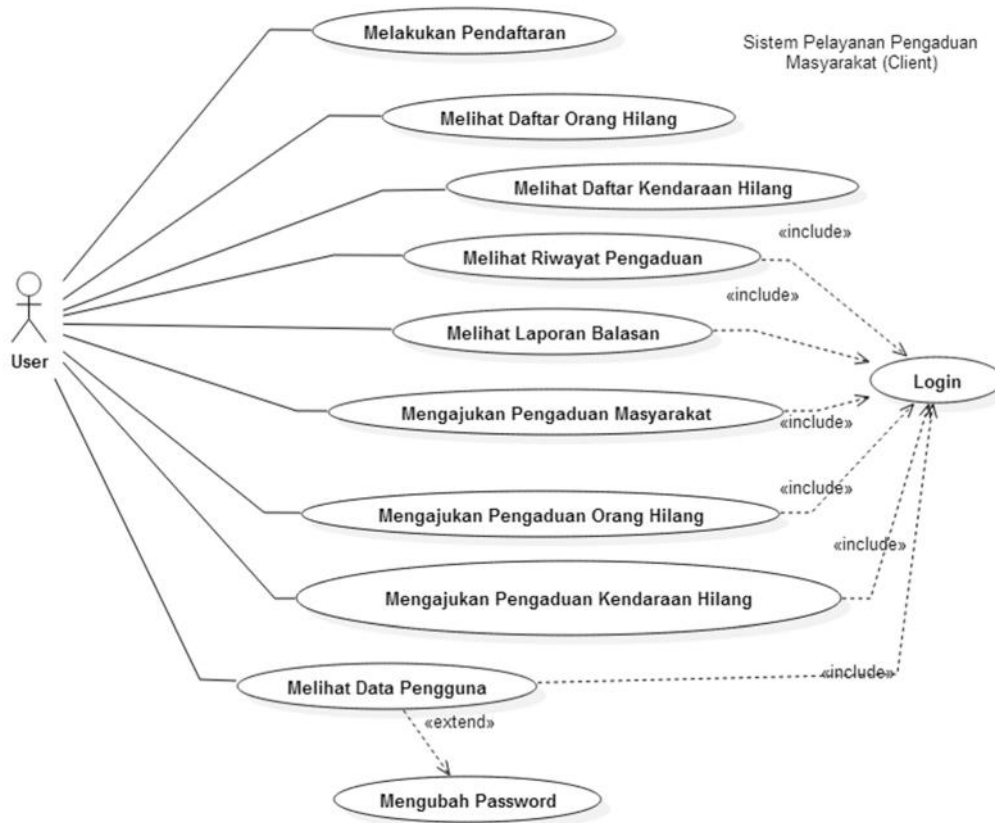 Melakukan Pendaftaran
Sistem Pelayanan Pengaduan
Masyarakat (Client)
Melihat Daftar Orang Hilang
Melihat Daftar Kendaraan Hilang
«include»
Melihat Riwayat Pengaduan
«include»
Melihat Laporan Balasan
User
Login
Mengajukan Pengaduan Masyarakat
«include»
«include»
Mengajukan Pengaduan Orang Hilang
«include»
Mengajukan Pengaduan Kendaraan Hilang
«include»
Melihat Data Pengguna
«extend»
Mengubah Password